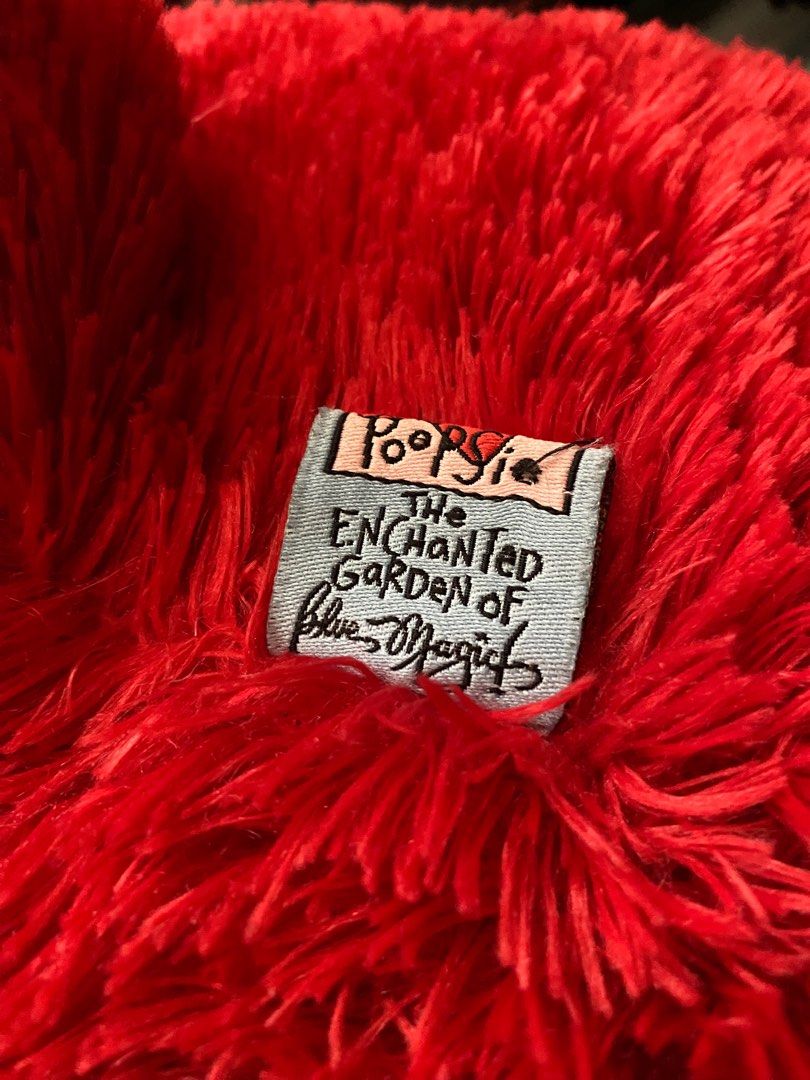 Poopsie
THe
ENCHaNTeD
GaRDeN oF
Blue Magic